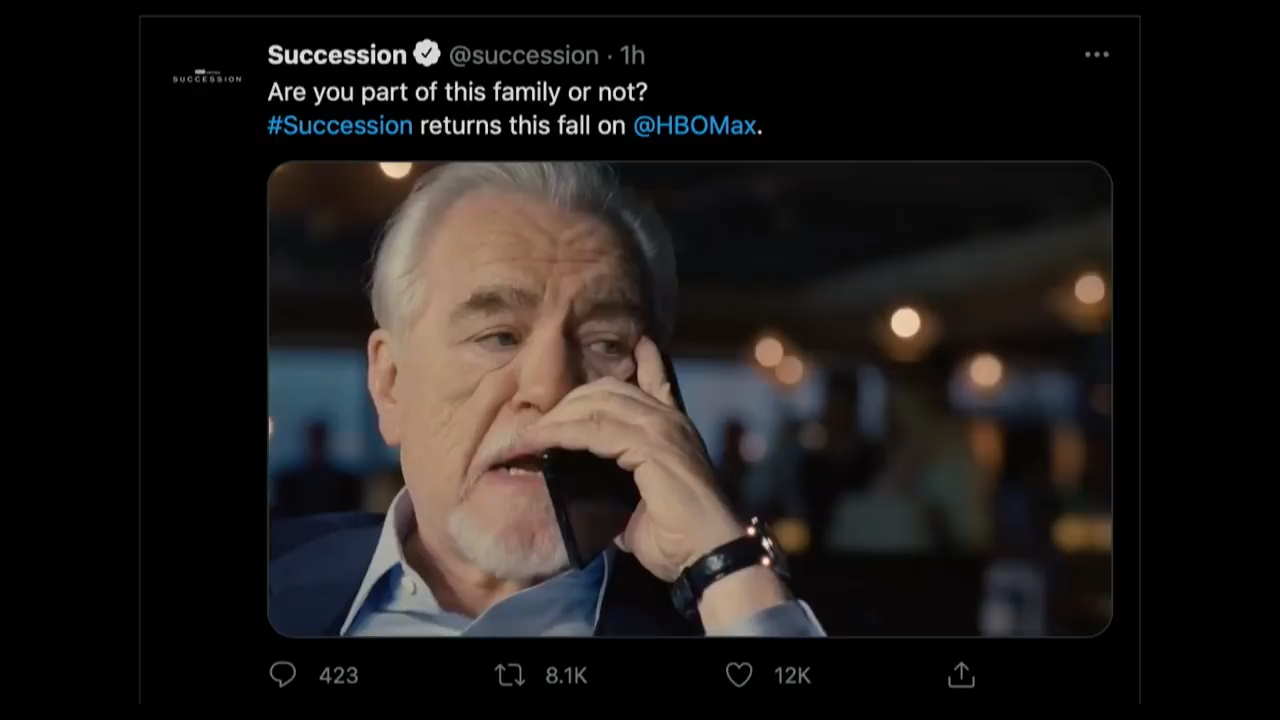 Succession @succession · 1h
SUCCESSION
Are you part of this family or not?
#Succession returns this fall on @HBOMax.
423 8.1K 12K